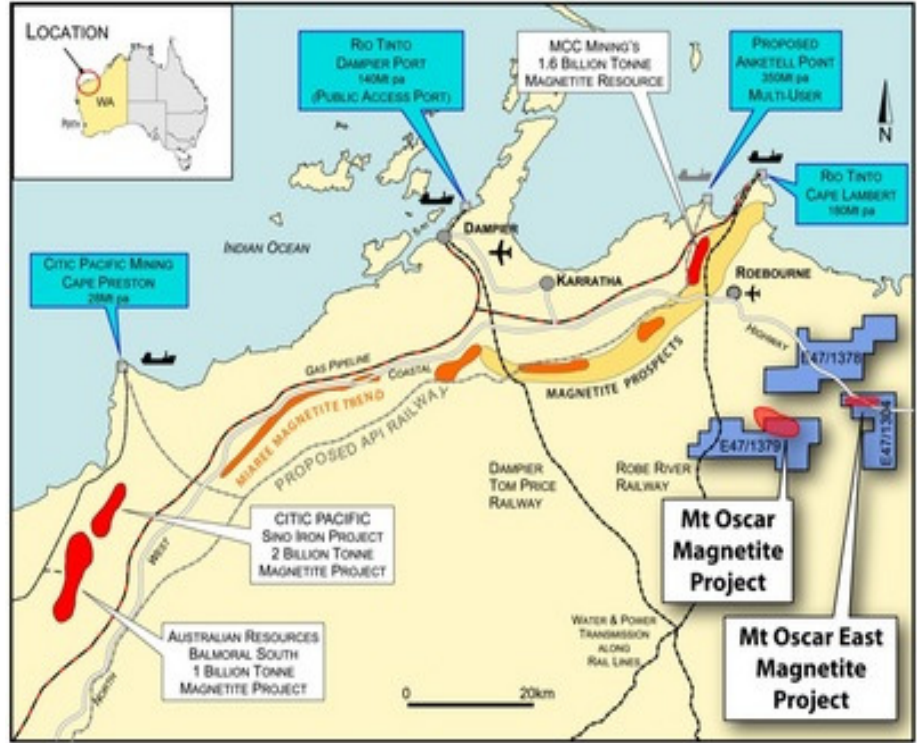 LOCATION
WA
Perth
RIO TINTO
DAMPIER PORT
140Mt pa
(PUBLIC ACCESS PORT)
MCC MINING'S
1.6 BILLION TONNE
MAGNETITE RESOURCE
PROPOSED
ANKETELL POINT
350Mt pa
MULTI-USER
N
RIO TINTO
CAPE LAMBERT
180Mt pa
INDIAN OCEAN
DAMPIER
KARRATHA
ROEBOURNE
CITIC PACIFIC MINING
CAPE PRESTON
28Mt pa
HIGHWAY
GAS PIPELINE
COASTAL
E47/1378
MAGNETITE PROSPECTS
MIAREE MAGNETITE TREND
PROPOSED API RAILWAY
E47/1304
E47/1379
DAMPIER
TOM PRICE
RAILWAY
ROBE RIVER
RAILWAY
Mt Oscar
Magnetite
Project
CITIC PACIFIC
SINO IRON PROJECT
2 BILLION TONNE
MAGNETITE PROJECT
WEST
AUSTRALIAN RESOURCES
BALMORAL SOUTH
1 BILLION TONNE
MAGNETITE PROJECT
WATER & POWER
TRANSMISSION
ALONG
RAIL LINES
Mt Oscar East
Magnetite
Project
NORTH
0 20km